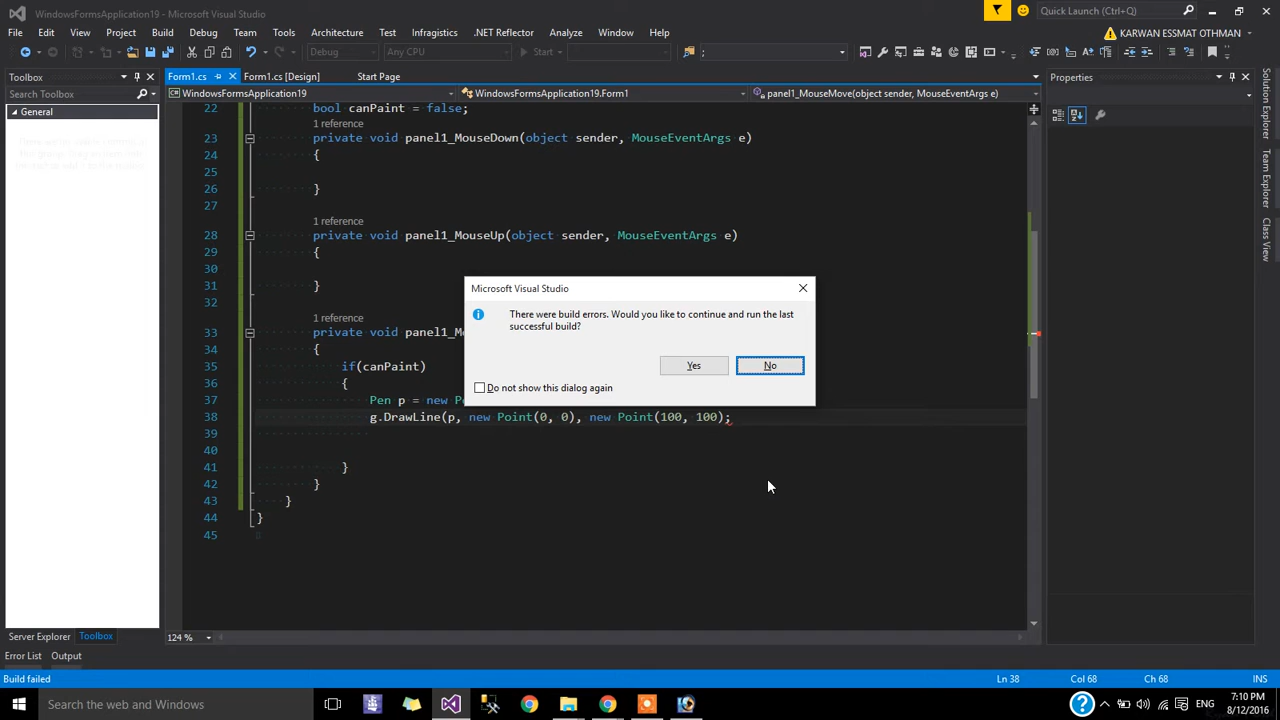 WindowsFormsApplication19 - Microsoft Visual Studio
Quick Launch (Ctrl+Q)
File Edit View Project Build Debug Team Tools Architecture Test Infragistics .NET Reflector Analyze Window Help
KARWAN ESSMAT OTHMAN
Debug Any CPU Start ;
Toolbox
Form1.cs Form1.cs [Design] Start Page
Properties
Search Toolbox
WindowsFormsApplication19 WindowsFormsApplication19.Form1 panel1_MouseMove(object sender, MouseEventArgs e)
General
22 bool canPaint = false;
1 reference
23 private void panel1_MouseDown(object sender, MouseEventArgs e)
24 {
25
26 }
27
1 reference
28 private void panel1_MouseUp(object sender, MouseEventArgs e)
29 {
30
31 }
32
1 reference
33 private void panel1_Mo
34 {
35 if(canPaint)
36 {
37 Pen p = new P
38 g.DrawLine(p, new Point(0, 0), new Point(100, 100);
39
40
41 }
42 }
43 }
44 }
45
Microsoft Visual Studio
There were build errors. Would you like to continue and run the last
successful build?
Yes No
Do not show this dialog again
Solution Explorer
Team Explorer
Class View
124 %
Server Explorer Toolbox
Error List Output
Build failed Ln 38 Col 68 Ch 68 INS
Search the web and Windows
ENG
7:10 PM
8/12/2016